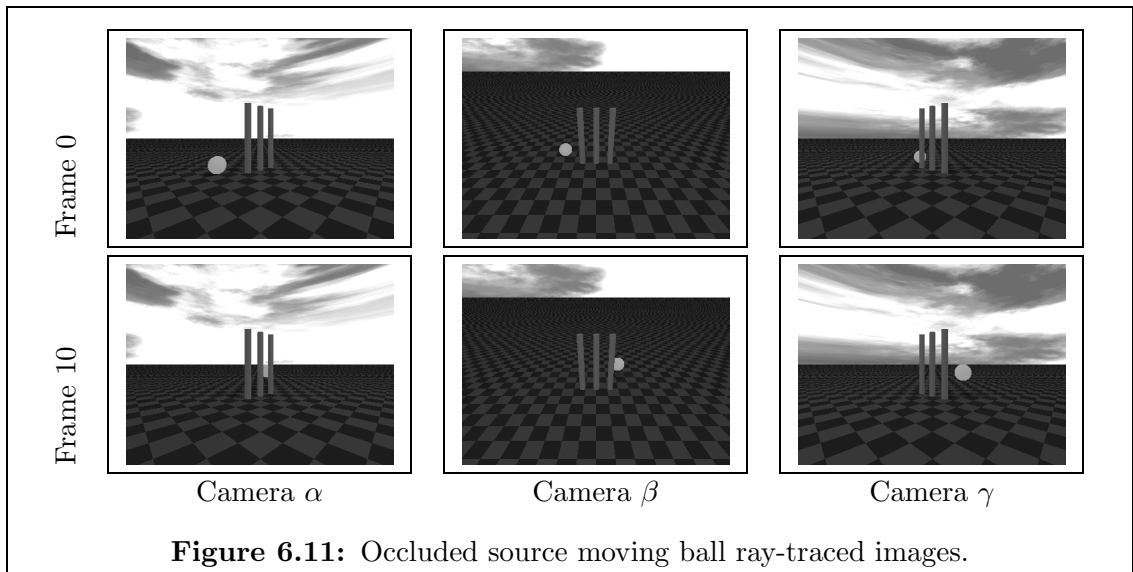 Frame 0
Frame 10
Camera α
Camera β
Camera γ
Figure 6.11: Occluded source moving ball ray-traced images.